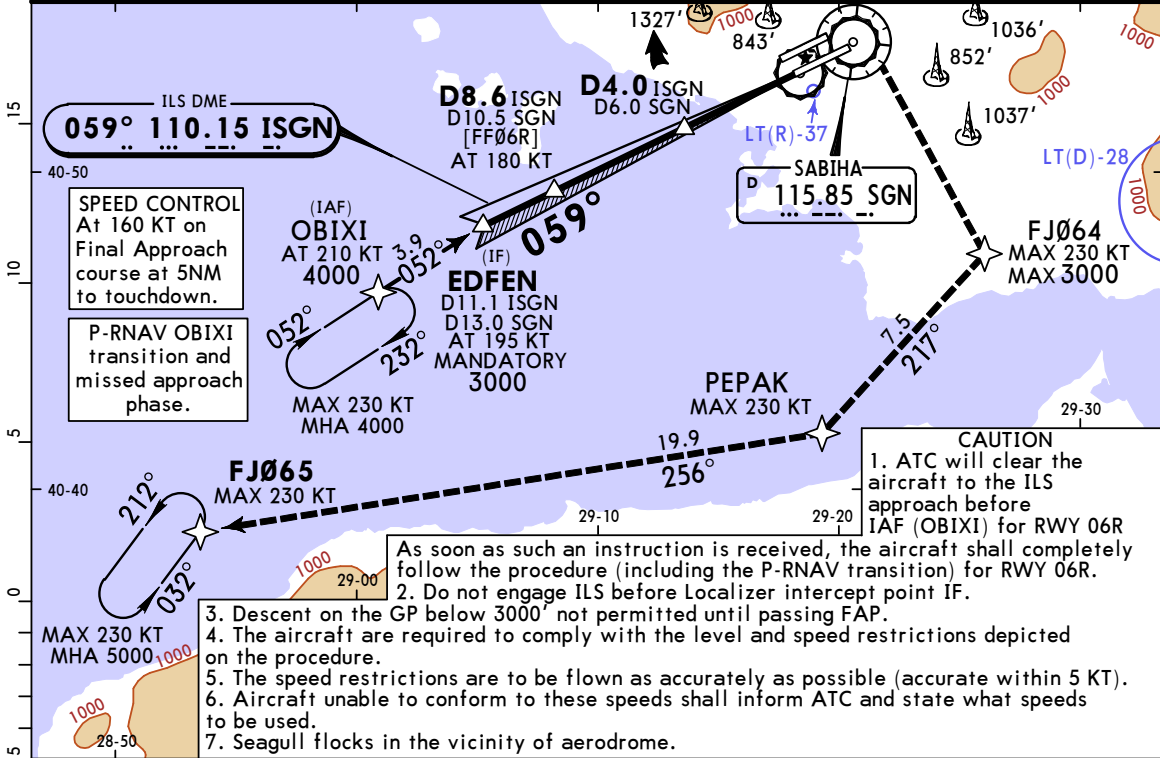 1327’
843’
1000
1036’
852’
1037’
1000
1000
15
ILS DME
059° 110.15 ISGN
D8.6 ISGN
D10.5 SGN
[FFØ6R]
AT 180 KT
D4.0 ISGN
D6.0 SGN
LT(R)-37
LT(D)-28
1000
40-50
SABIHA
D 115.85 SGN
SPEED CONTROL
At 160 KT on
Final Approach
course at 5NM
to touchdown.
(IAF)
OBIXI
AT 210 KT
4000
3.9
052°
059°
(IF)
EDFEN
D11.1 ISGN
D13.0 SGN
AT 195 KT
MANDATORY
3000
FJØ64
MAX 230 KT
MAX 3000
10
052°
232°
MAX 230 KT
MHA 4000
P-RNAV OBIXI
transition and
missed approach
phase.
7.5
217°
PEPAK
MAX 230 KT
29-30
5
19.9
256°
FJØ65
MAX 230 KT
40-40
212°
032°
MAX 230 KT
MHA 5000
29-10
29-20
29-00
1000
1000
1000
28-50
0
5
CAUTION
1. ATC will clear the
aircraft to the ILS
approach before
IAF (OBIXI) for RWY 06R
As soon as such an instruction is received, the aircraft shall completely
follow the procedure (including the P-RNAV transition) for RWY 06R.
2. Do not engage ILS before Localizer intercept point IF.
3. Descent on the GP below 3000’ not permitted until passing FAP.
4. The aircraft are required to comply with the level and speed restrictions depicted
on the procedure.
5. The speed restrictions are to be flown as accurately as possible (accurate within 5 KT).
6. Aircraft unable to conform to these speeds shall inform ATC and state what speeds
to be used.
7. Seagull flocks in the vicinity of aerodrome.